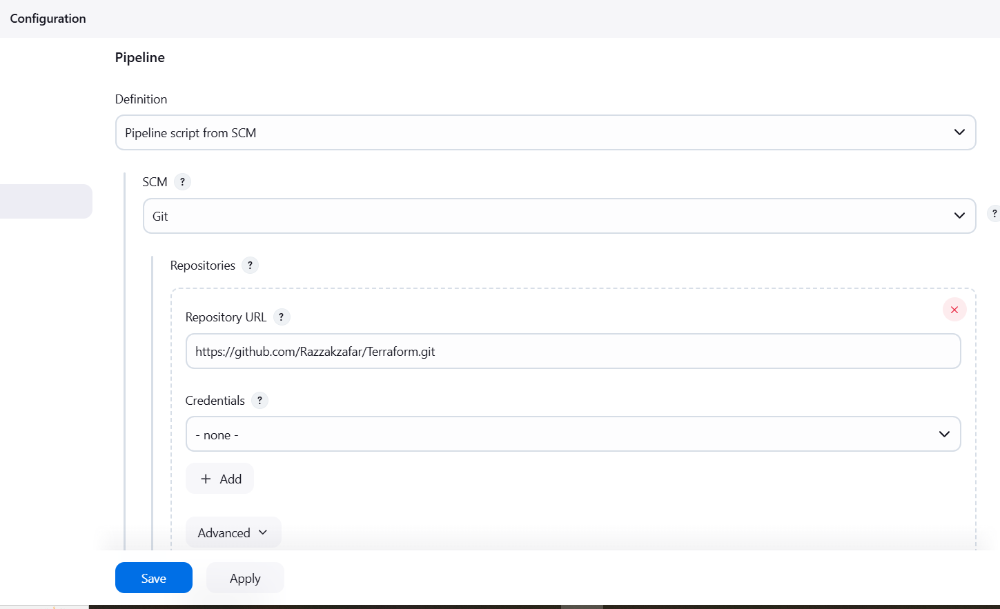 Configuration
Pipeline
Definition
Pipeline script from SCM
SCM ?
Git
?
Repositories ?
Repository URL ?
https://github.com/Razzakzafar/Terraform.git
Credentials ?
- none -
+ Add
Advanced
Save Apply